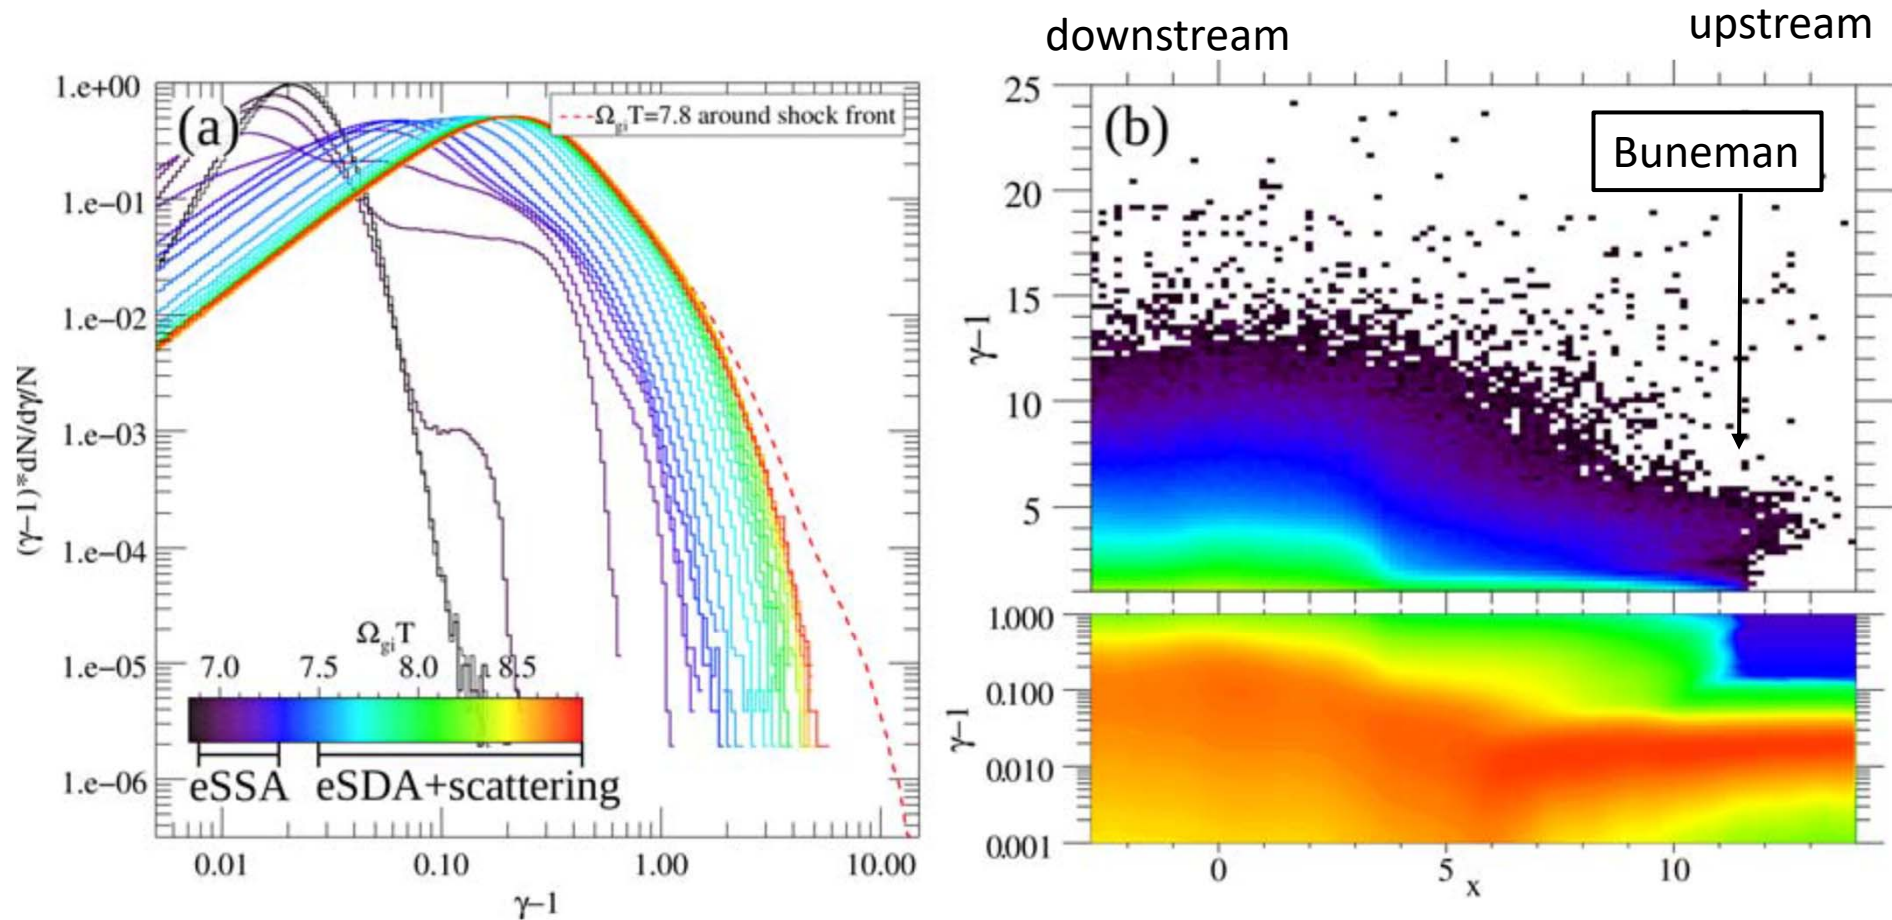 downstream
upstream
(a)
Ω_gi T=7.8 around shock front
1.e+00
1.e−01
1.e−02
1.e−03
1.e−04
1.e−05
1.e−06
(γ−1)*dN/dγ/N
Ω_gi T
7.0 7.5 8.0 8.5
eSSA eSDA+scattering
0.01 0.10 1.00 10.00
γ−1
(b)
Buneman
25
20
15
10
5
γ−1
1.000
0.100
0.010
0.001
γ−1
0 5 10
x